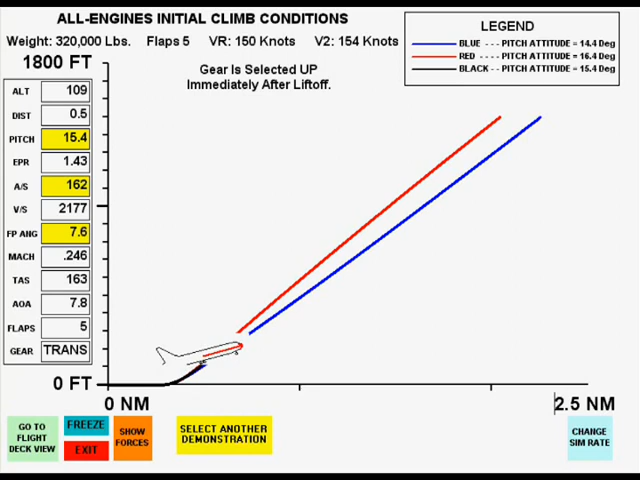 ALL-ENGINES INITIAL CLIMB CONDITIONS
Weight: 320,000 Lbs. Flaps 5 VR: 150 Knots V2: 154 Knots
LEGEND
BLUE - - - PITCH ATTITUDE = 14.4 Deg
RED - - - PITCH ATTITUDE = 16.4 Deg
BLACK - - - PITCH ATTITUDE = 15.4 Deg
1800 FT
Gear Is Selected UP
Immediately After Liftoff.
ALT 109
DIST 0.5
PITCH 15.4
EPR 1.43
A/S 162
V/S 2177
FP ANG 7.6
MACH .246
TAS 163
AOA 7.8
FLAPS 5
GEAR TRANS
0 FT
0 NM
2.5 NM
GO TO
FLIGHT
DECK VIEW
FREEZE
EXIT
SHOW
FORCES
SELECT ANOTHER
DEMONSTRATION
CHANGE
SIM RATE